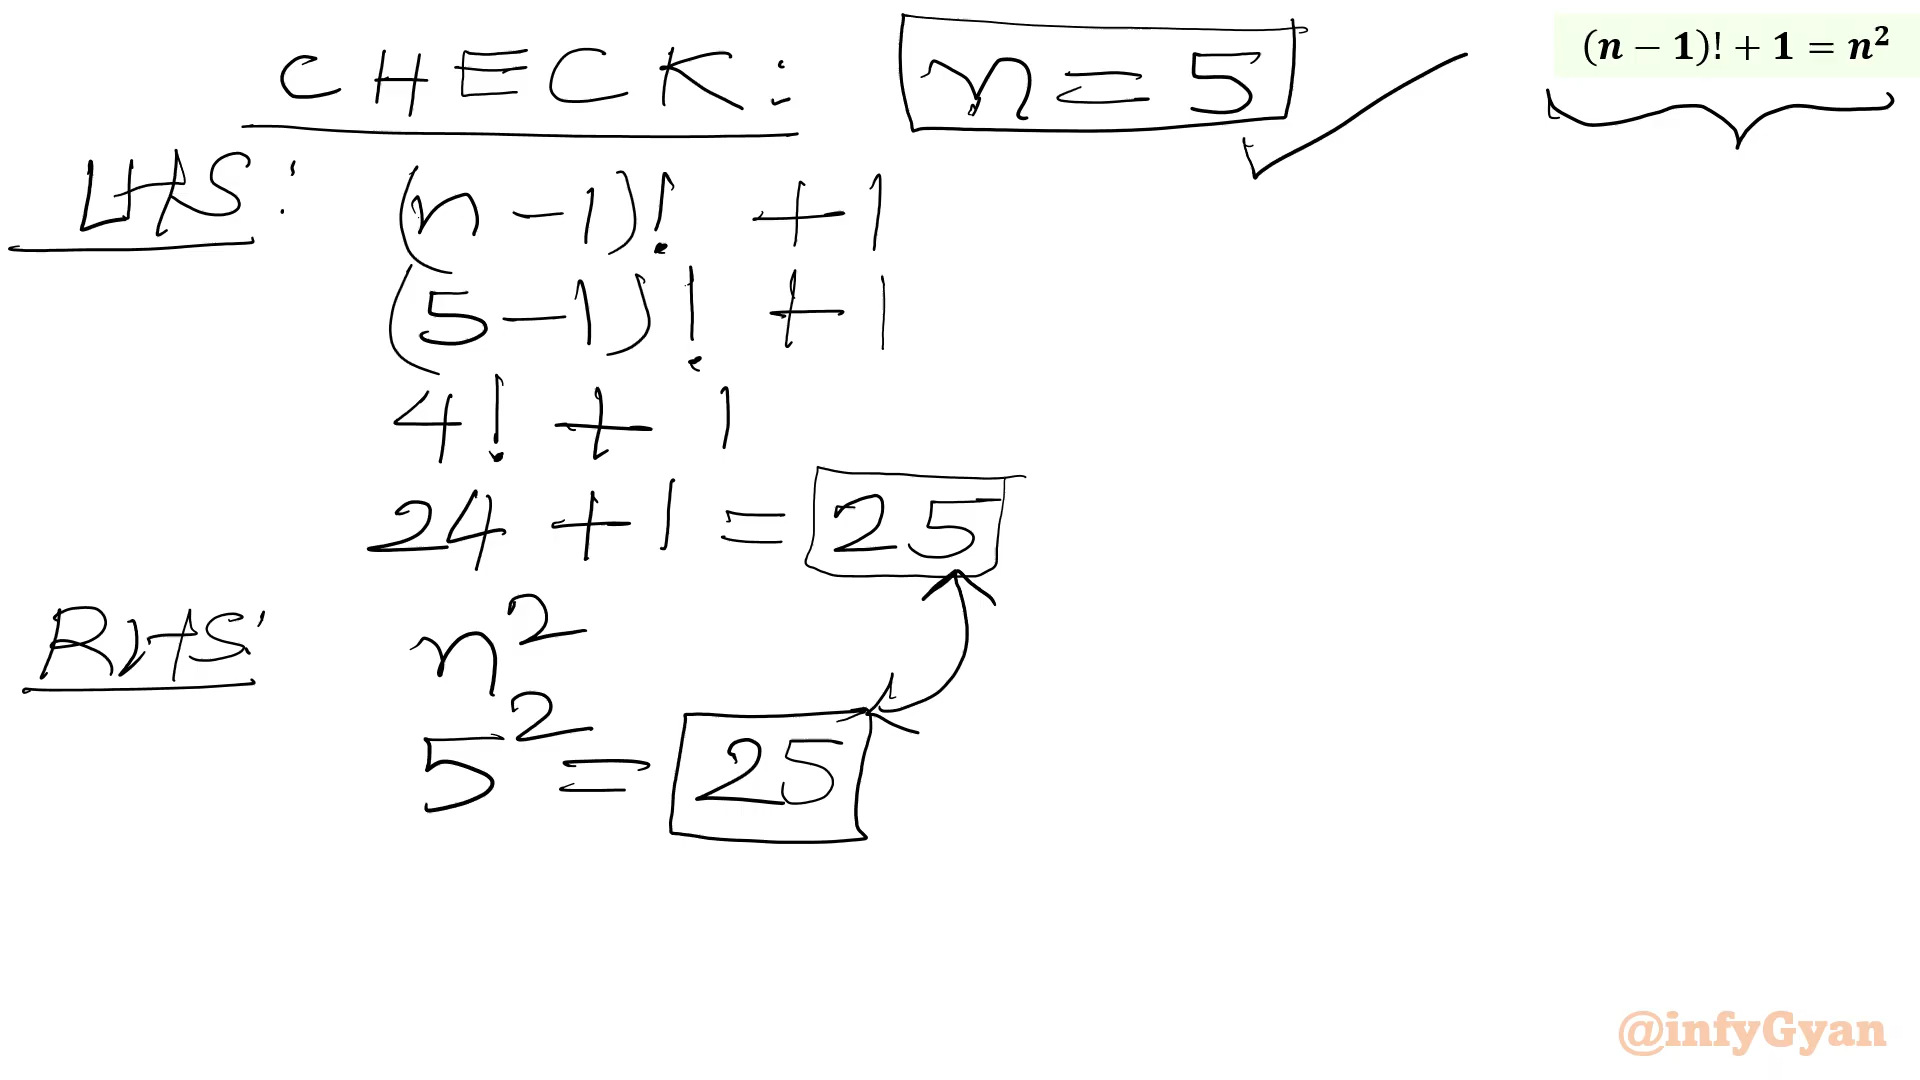 CHECK: n = 5
(n − 1)! + 1 = n²
LHS: (n − 1)! + 1
(5 − 1)! + 1
4! + 1
24 + 1 = 25
RHS: n²
5² = 25
@infyGyan